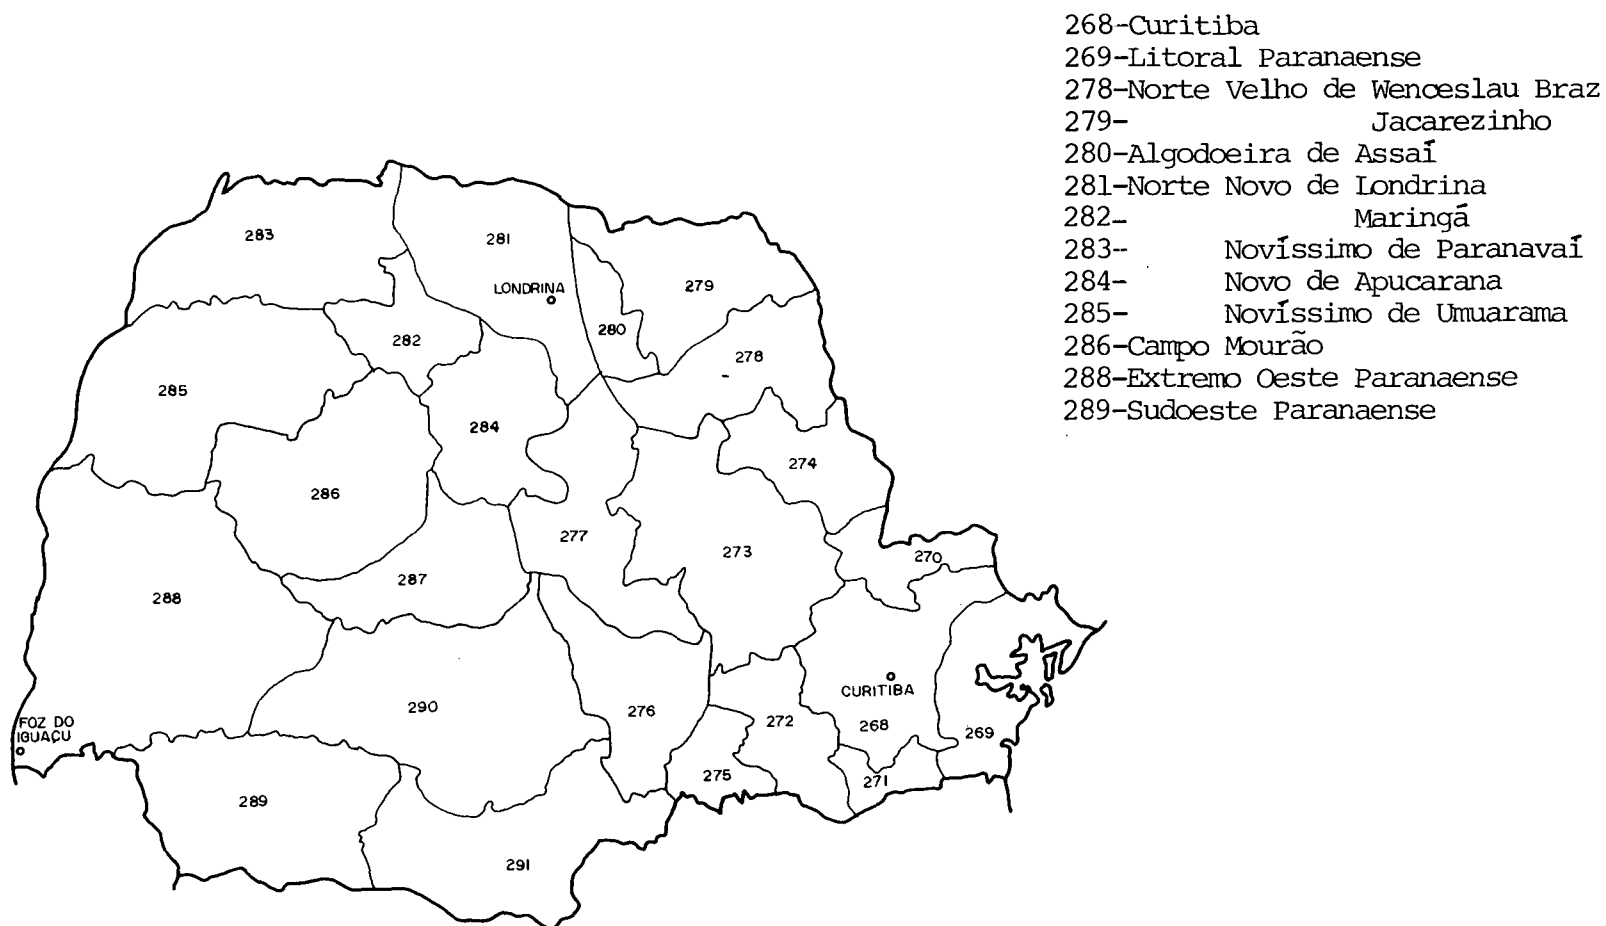 268-Curitiba
269-Litoral Paranaense
278-Norte Velho de Wenceslau Braz
279- Jacarezinho
280-Algodoeira de Assaí
281-Norte Novo de Londrina
282- Maringá
283- Novíssimo de Paranavaí
284- Novo de Apucarana
285- Novíssimo de Umuarama
286-Campo Mourão
288-Extremo Oeste Paranaense
289-Sudoeste Paranaense
283
281
LONDRINA
279
280
282
278
285
284
274
286
277
273
270
287
288
CURITIBA
290
276
272
268
269
FOZ DO
IGUAÇU
275
271
289
291